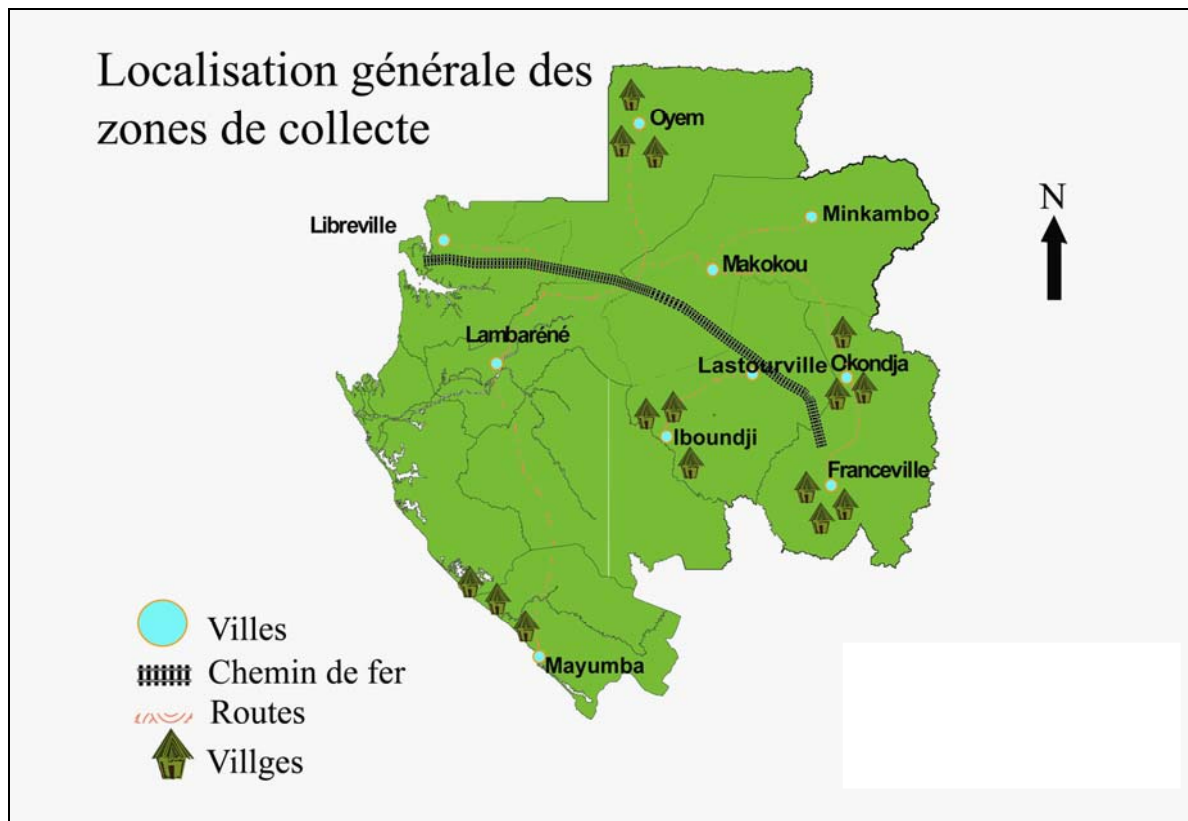 Localisation générale des
zones de collecte
N
Oyem
Minkambo
Libreville
Makokou
Lambaréné
Lastourville
Okondja
Iboundji
Franceville
Mayumba
Villes
Chemin de fer
Routes
Villges